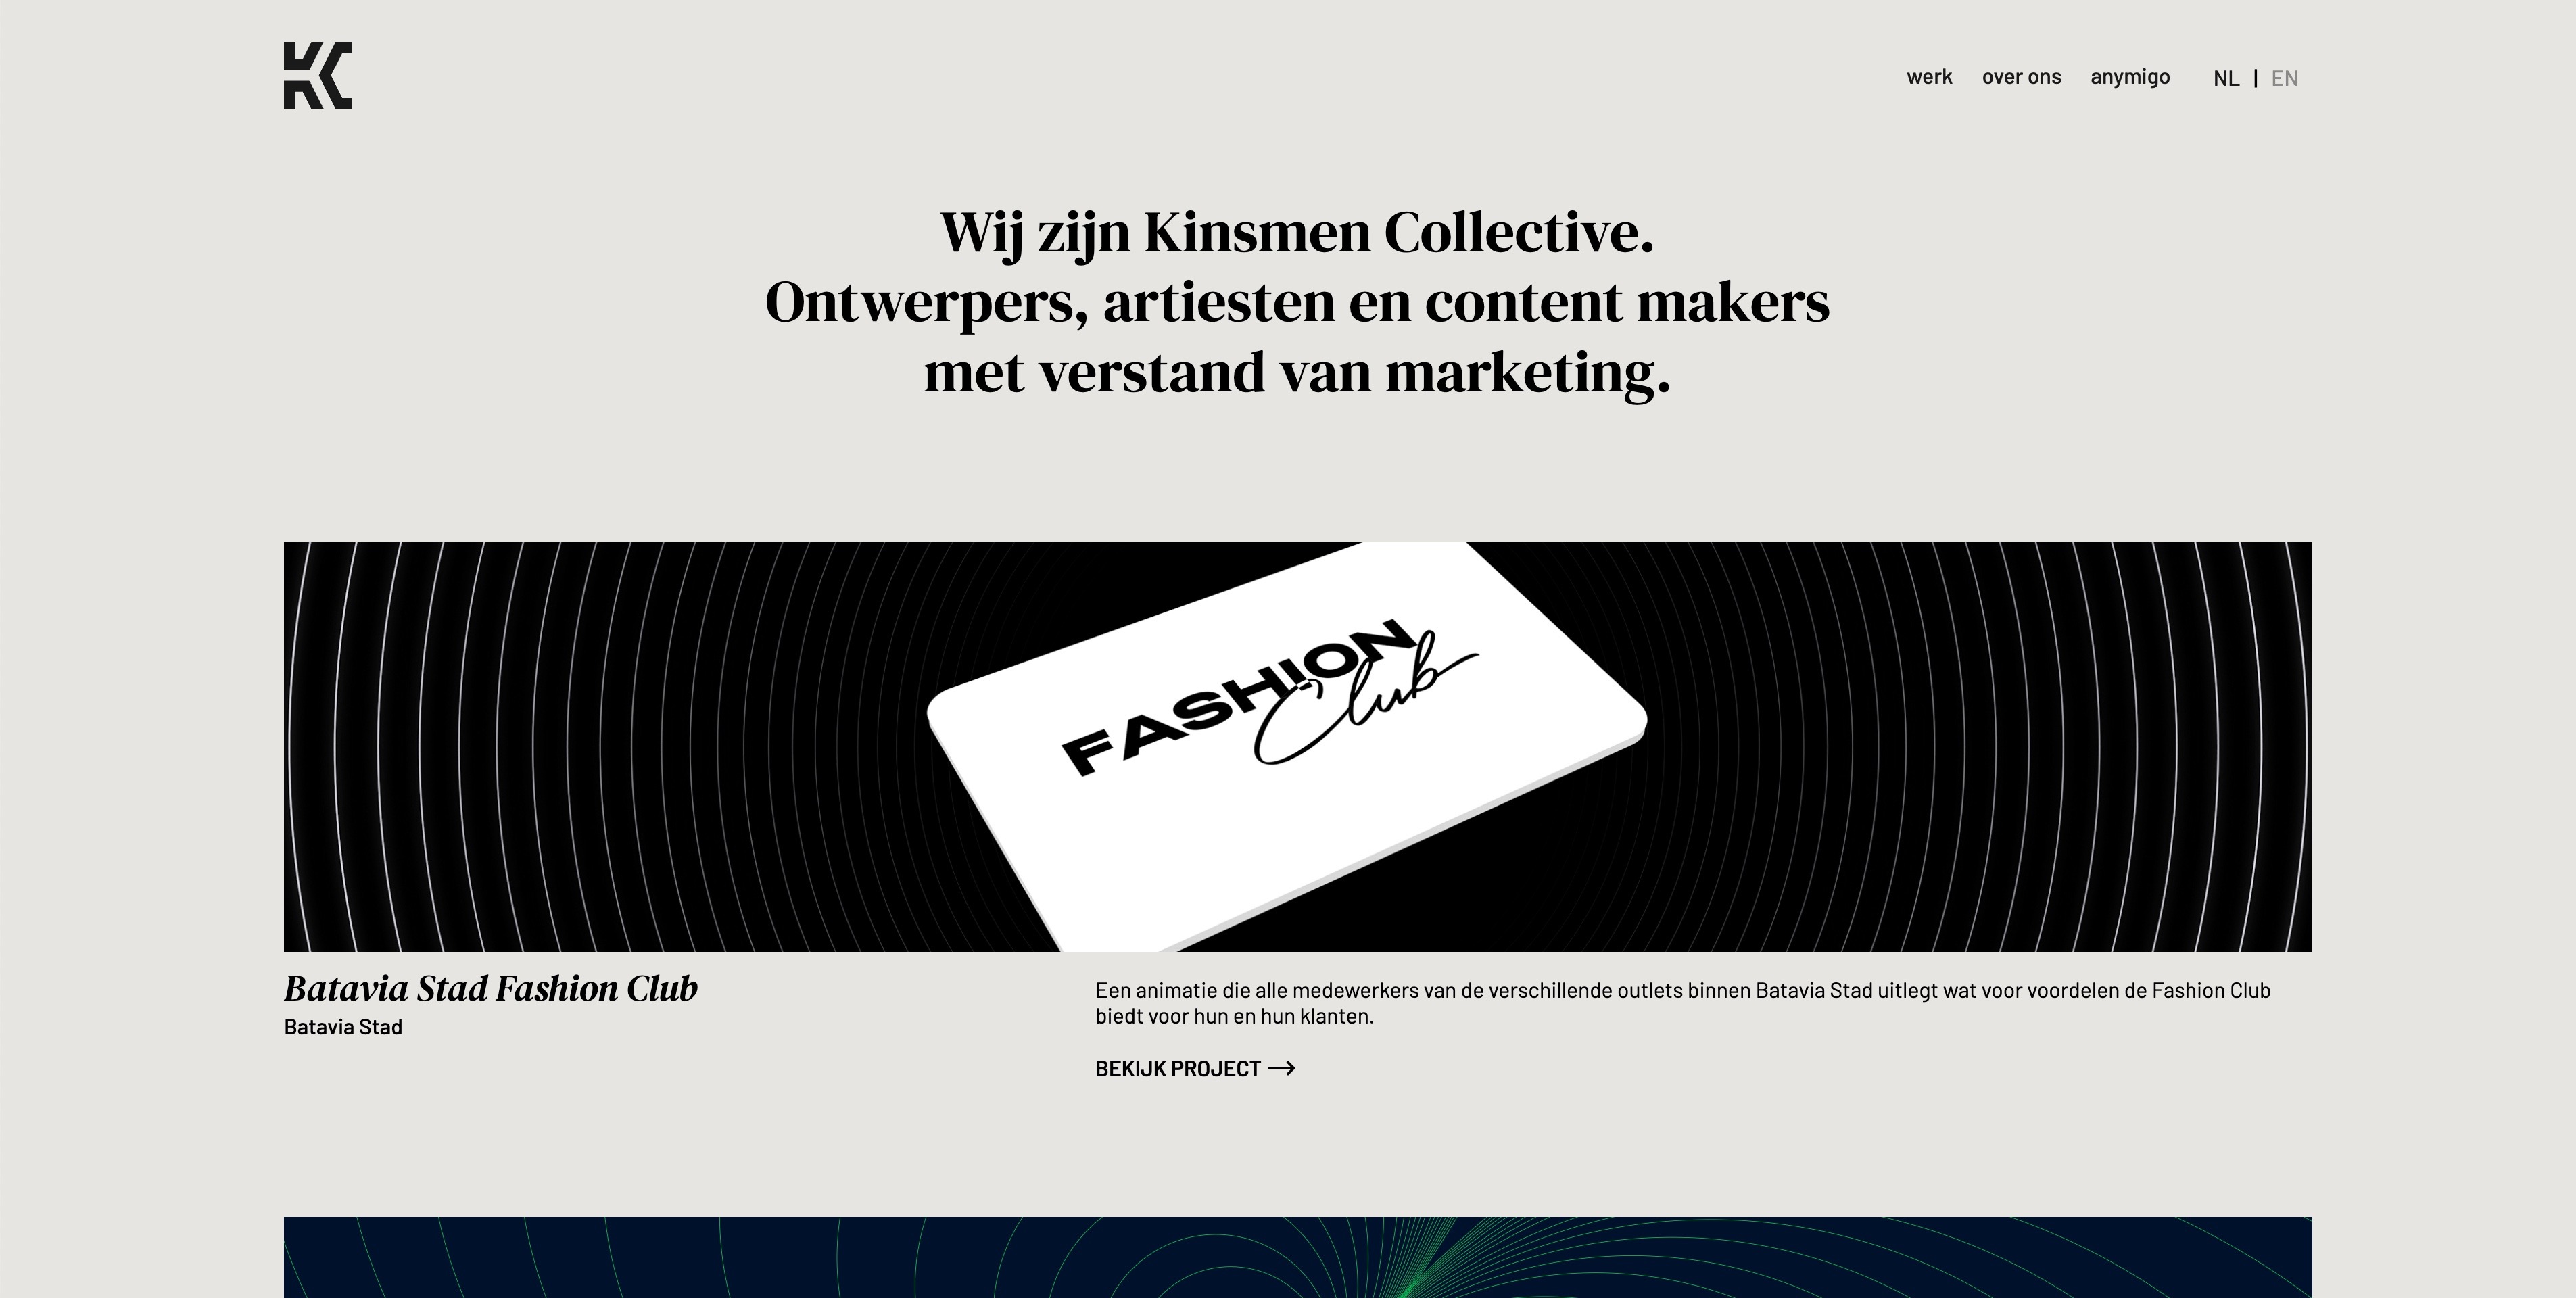 KC
werk over ons anymigo NL | EN
Wij zijn Kinsmen Collective.
Ontwerpers, artiesten en content makers
met verstand van marketing.
FASHION
Club
Batavia Stad Fashion Club
Batavia Stad
Een animatie die alle medewerkers van de verschillende outlets binnen Batavia Stad uitlegt wat voor voordelen de Fashion Club
biedt voor hun en hun klanten.
BEKIJK PROJECT →